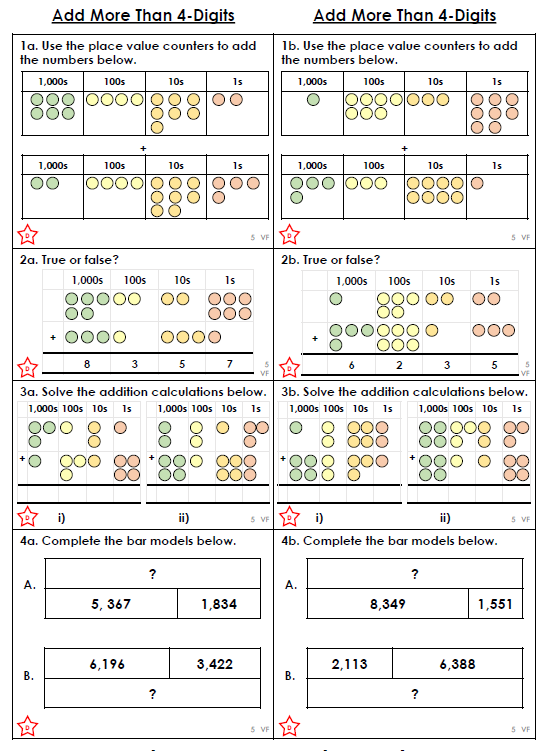 Add More Than 4-Digits
Add More Than 4-Digits
1a. Use the place value counters to add
the numbers below.
1,000s 100s 10s 1s
+
1,000s 100s 10s 1s
D
5 VF
1b. Use the place value counters to add
the numbers below.
1,000s 100s 10s 1s
+
1,000s 100s 10s 1s
D
5 VF
2a. True or false?
1,000s 100s 10s 1s
+
8 3 5 7
D
5
VF
2b. True or false?
1,000s 100s 10s 1s
+
6 2 3 5
D
5
VF
3a. Solve the addition calculations below.
1,000s 100s 10s 1s
+
i)
1,000s 100s 10s 1s
+
ii)
D
5 VF
3b. Solve the addition calculations below.
1,000s 100s 10s 1s
+
i)
1,000s 100s 10s 1s
+
ii)
D
5 VF
4a. Complete the bar models below.
A.
?
5, 367 1,834
B.
6,196 3,422
?
D
5 VF
4b. Complete the bar models below.
A.
?
8,349 1,551
B.
2,113 6,388
?
D
5 VF